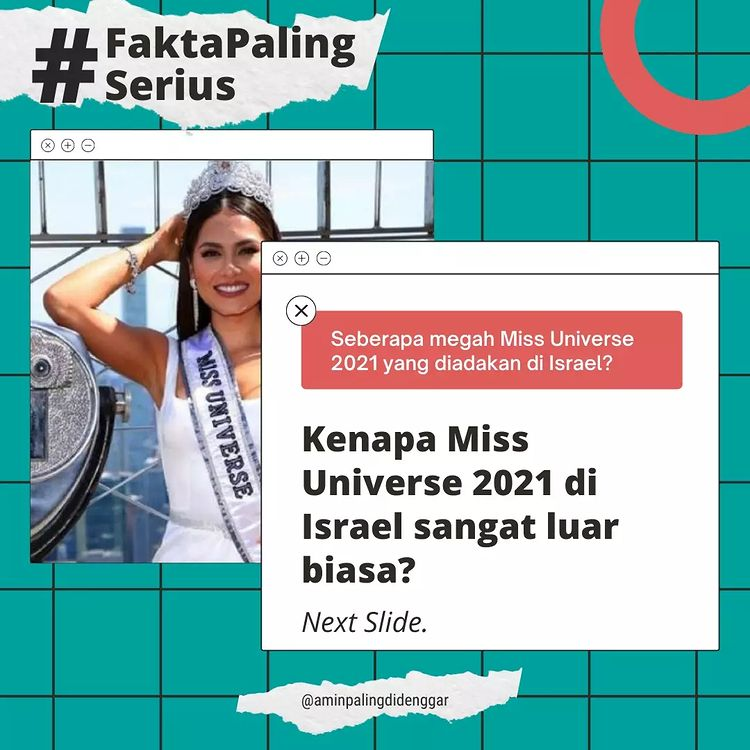 #FaktaPaling
Serius
MISS UNIVERSE
Seberapa megah Miss Universe
2021 yang diadakan di Israel?
Kenapa Miss
Universe 2021 di
Israel sangat luar
biasa?
Next Slide.
@aminpalingdidenggar